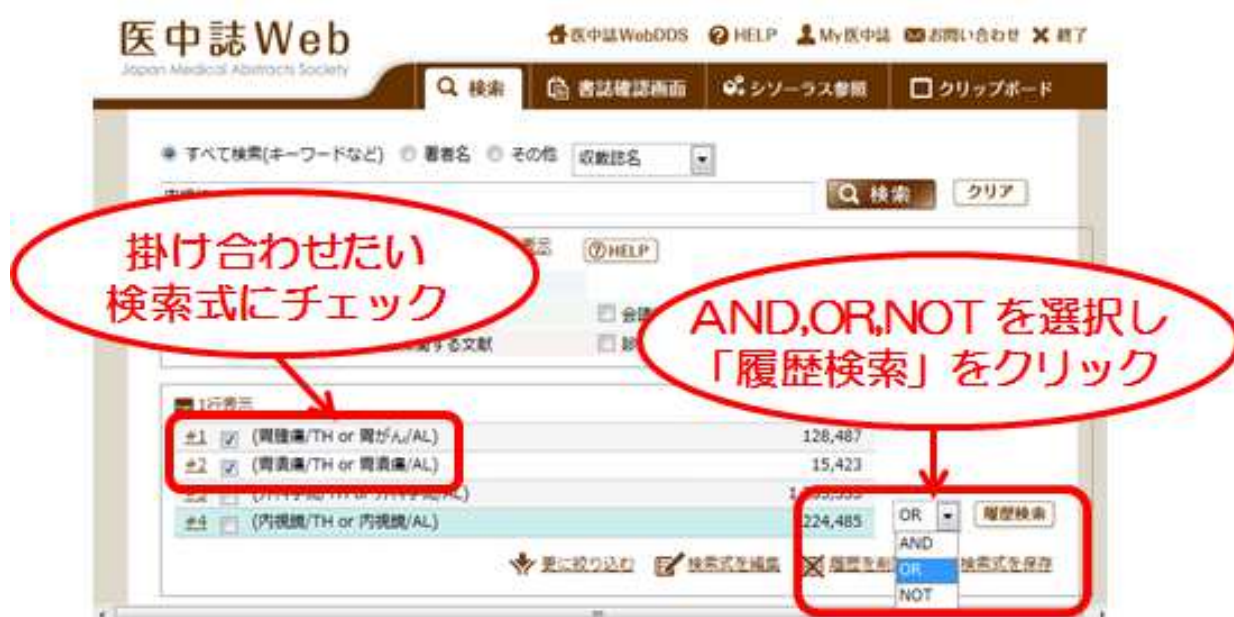 医中誌Web
Japan Medical Abstracts Society
医中誌WebDDS HELP My医中誌 お問い合わせ 終了
検索 書誌確認画面 シソーラス参照 クリップボード
すべて検索(キーワードなど) 著者名 その他 収載誌名
検索 クリア
HELP
掛け合わせたい
検索式にチェック
AND,OR,NOT を選択し
「履歴検索」をクリック
する文献
1行表示
#1 (胃腫瘍/TH or 胃がん/AL) 128,487
#2 (胃潰瘍/TH or 胃潰瘍/AL) 15,423
#4 (内視鏡/TH or 内視鏡/AL) 224,485
OR 履歴検索
AND
OR
NOT
更に絞り込む 検索式を編集 履歴を削 検索式を保存